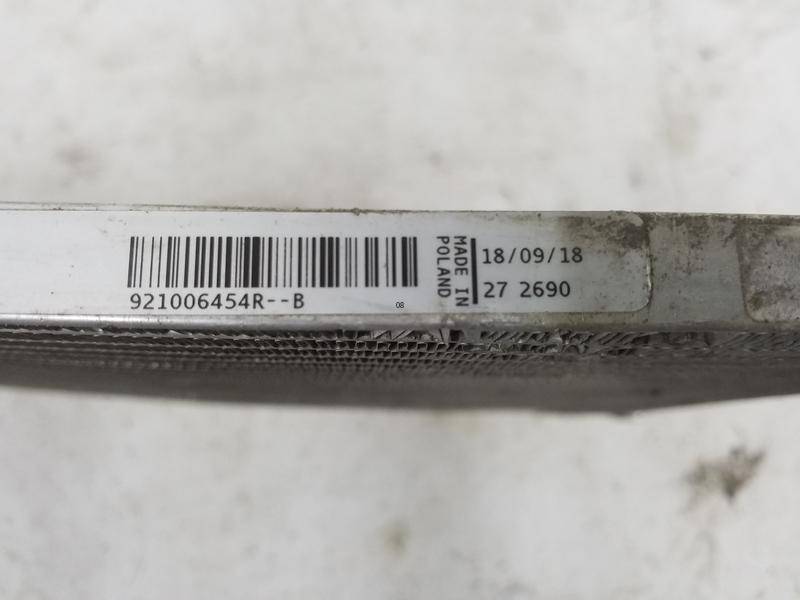 921006454R--B
08
MADE IN
POLAND
18/09/18
27 2690